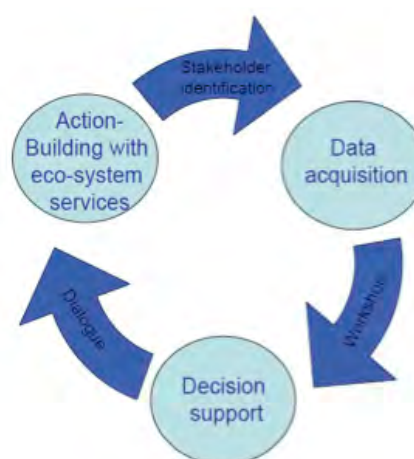 Stakeholder
identification
Action-
Building with
eco-system
services
Data
acquisition
Workshop
Dialogue
Decision
support